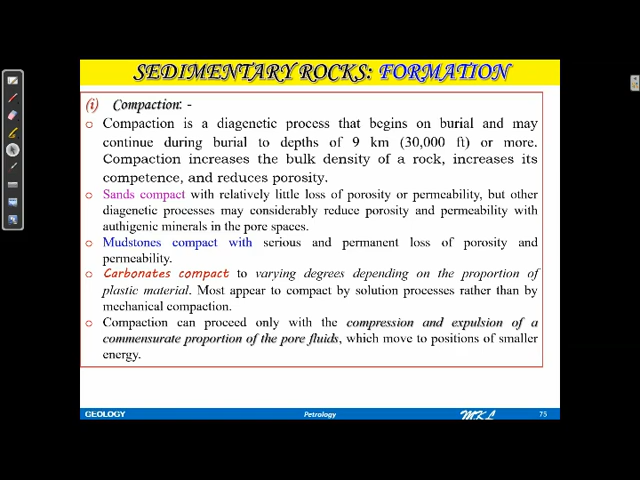 SEDIMENTARY ROCKS: FORMATION
(i) Compaction: -
o Compaction is a diagenetic process that begins on burial and may
continue during burial to depths of 9 km (30,000 ft) or more.
Compaction increases the bulk density of a rock, increases its
competence, and reduces porosity.
o Sands compact with relatively little loss of porosity or permeability, but other
diagenetic processes may considerably reduce porosity and permeability with
authigenic minerals in the pore spaces.
o Mudstones compact with serious and permanent loss of porosity and
permeability.
o Carbonates compact to varying degrees depending on the proportion of
plastic material. Most appear to compact by solution processes rather than by
mechanical compaction.
o Compaction can proceed only with the compression and expulsion of a
commensurate proportion of the pore fluids, which move to positions of smaller
energy.
GEOLOGY Petrology MKL 75